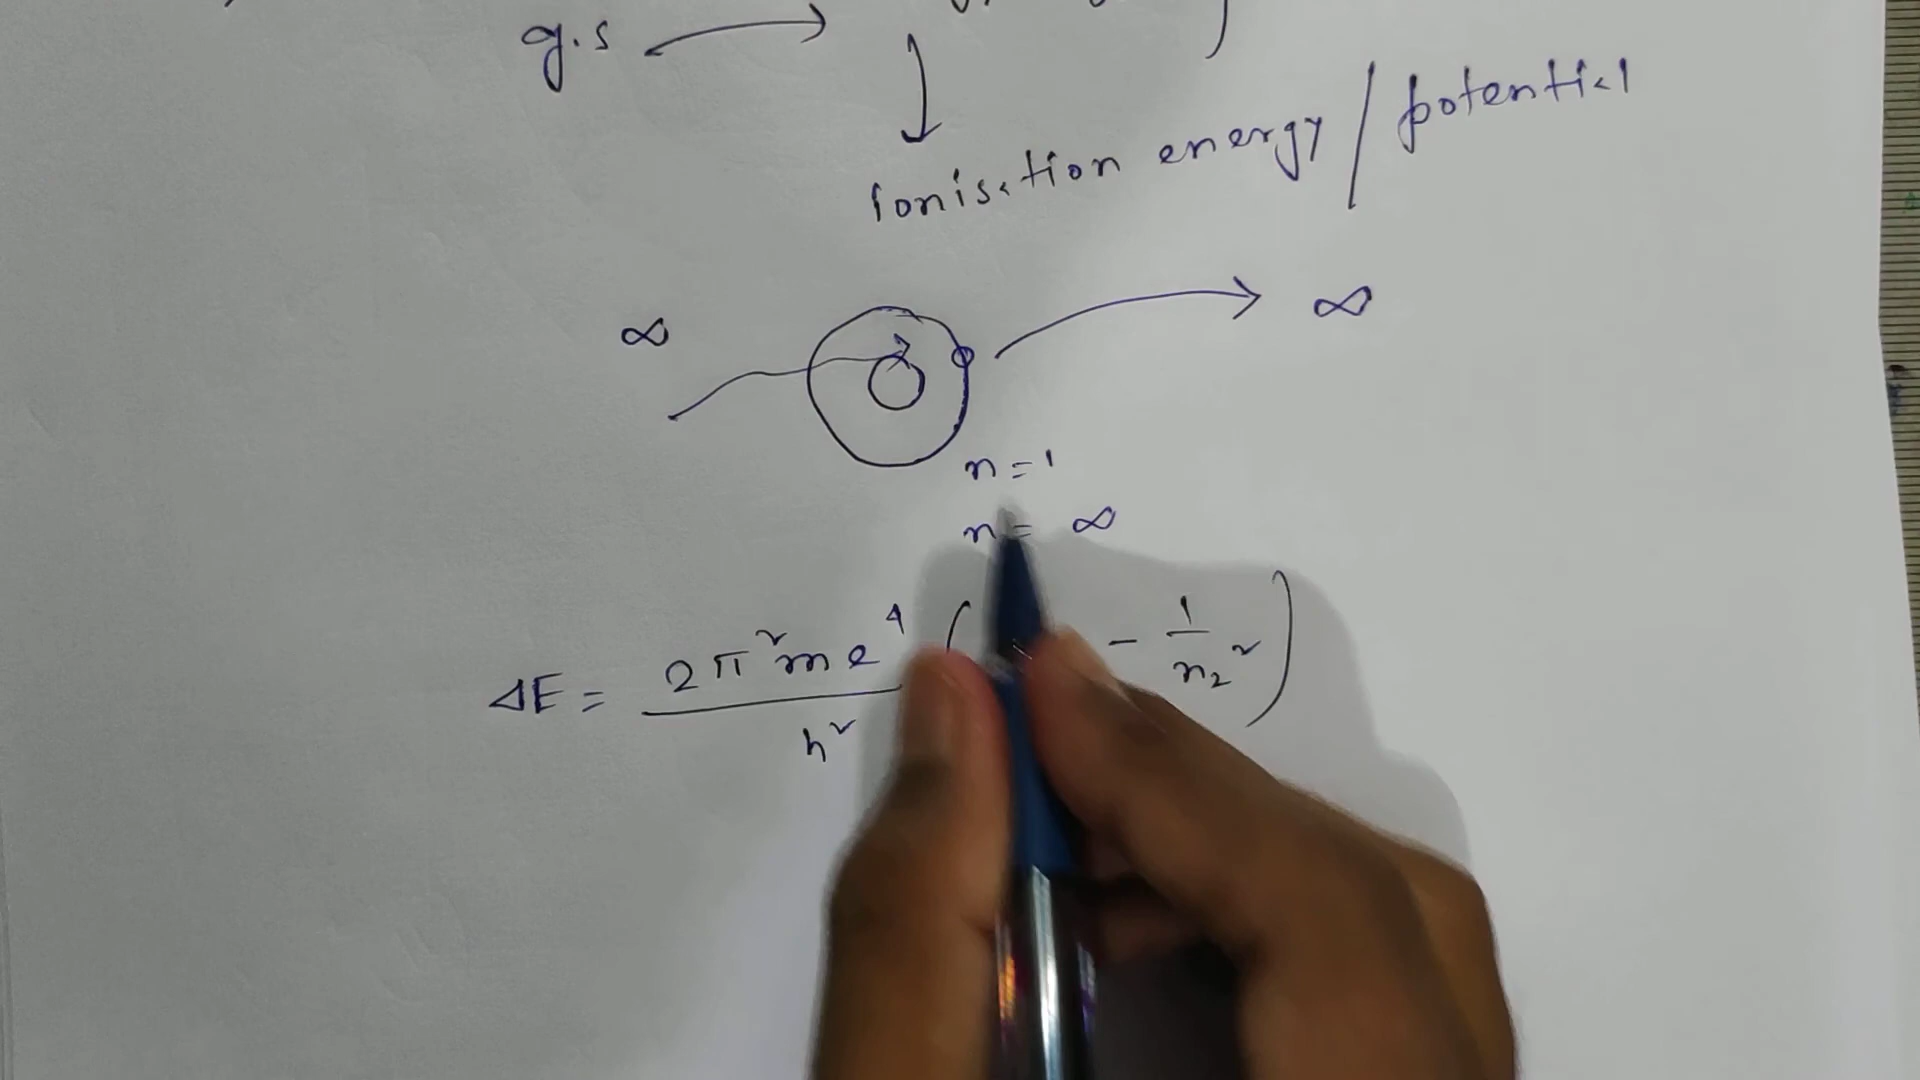 g.s
ionisation energy / potential
∞ ∞
n = 1
n = ∞
ΔE = 2π²me⁴ / h² ( - 1 / n₂² )